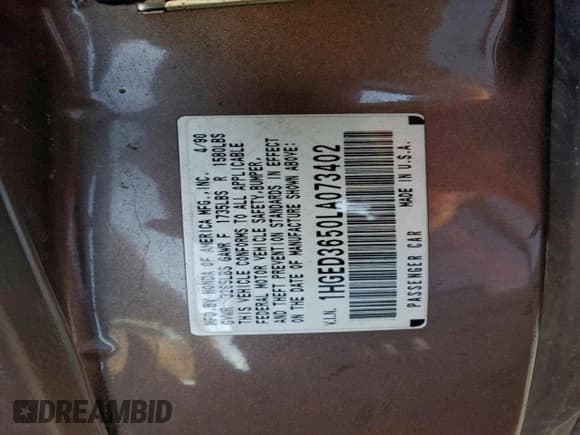 MFD. BY HONDA OF AMERICA MFG., INC. 4/90
GVWR 3265LBS GAWR F 1735LBS R 1580LBS
THIS VEHICLE CONFORMS TO ALL APPLICABLE
FEDERAL MOTOR VEHICLE SAFETY,BUMPER,
AND THEFT PREVENTION STANDARDS IN EFFECT
ON THE DATE OF MANUFACTURE SHOWN ABOVE.
V.I.N. 1HGED3650LA073402
PASSENGER CAR MADE IN U.S.A.
DREAMBID